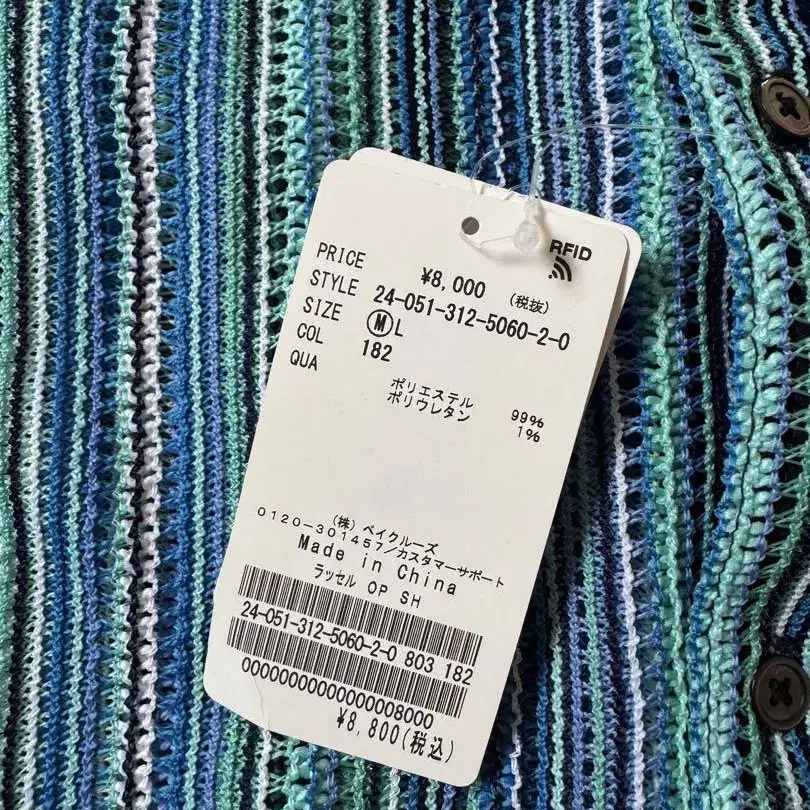 RFID
PRICE ¥8,000 (税抜)
STYLE 24-051-312-5060-2-0
SIZE Ⓜ L
COL 182
QUA
ポリエステル 99%
ポリウレタン 1%
(株) ベイクルーズ
0120-301457/カスタマーサポート
Made in China
ラッセル OP SH
24-051-312-5060-2-0 803 182
00000000000000008000
¥8,800(税込)